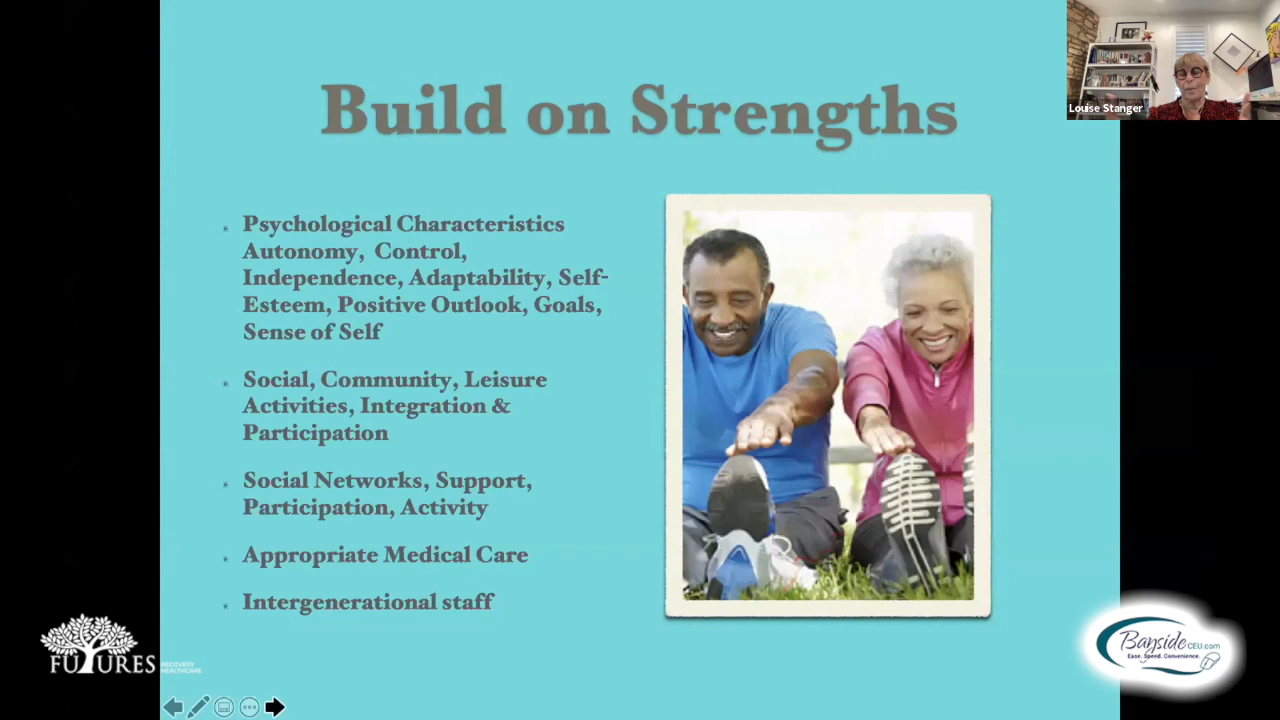 Build on Strengths
Louise Stanger
Psychological Characteristics
Autonomy, Control,
Independence, Adaptability, Self-
Esteem, Positive Outlook, Goals,
Sense of Self
Social, Community, Leisure
Activities, Integration &
Participation
Social Networks, Support,
Participation, Activity
Appropriate Medical Care
Intergenerational staff
FUTURES
RECOVERY
HEALTHCARE
BaysideCEU.com
Ease. Speed. Convenience.